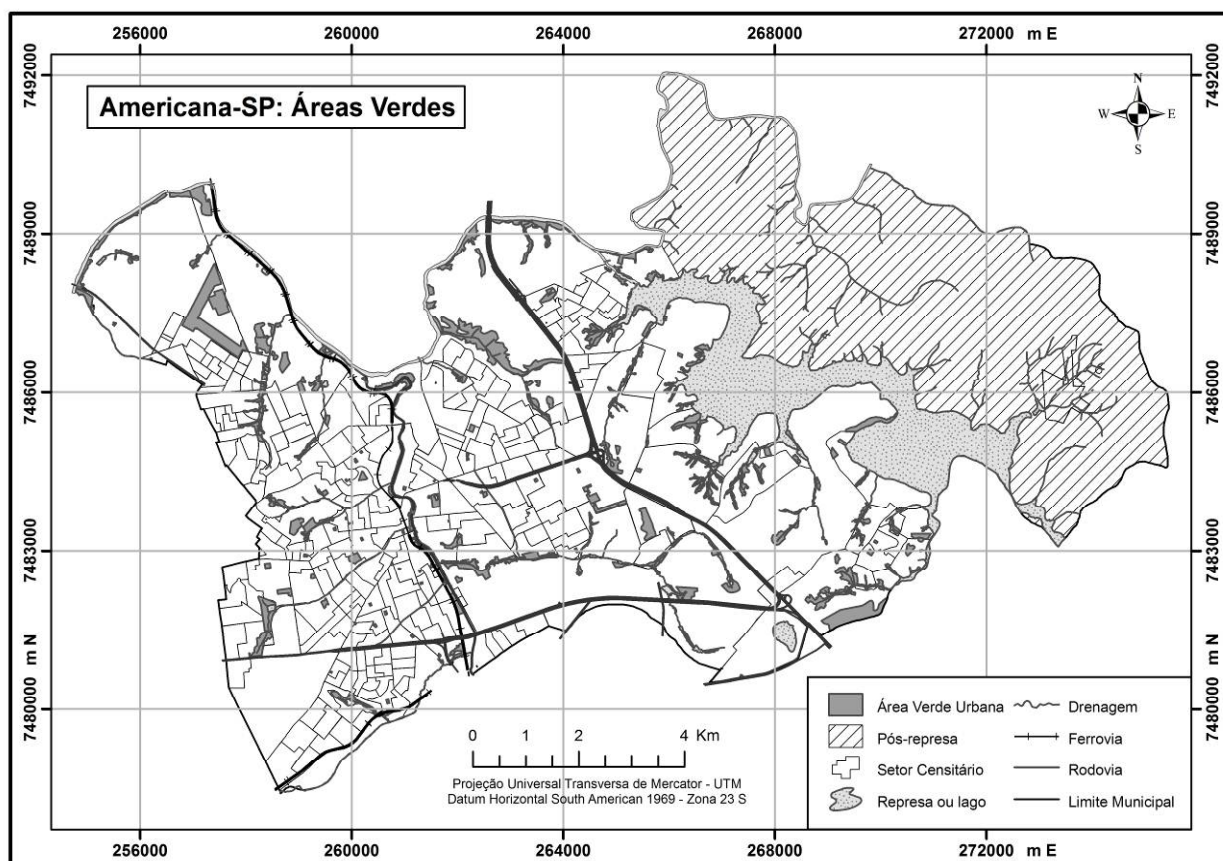 256000 260000 264000 268000 272000 m E
7492000 7492000
Americana-SP: Áreas Verdes
N
W E
S
7489000 7489000
7486000 7486000
7483000 7483000
m N m N
7480000 7480000
0 1 2 4 Km
Projeção Universal Transversa de Mercator - UTM
Datum Horizontal South American 1969 - Zona 23 S
Área Verde Urbana Drenagem
Pós-represa Ferrovia
Setor Censitário Rodovia
Represa ou lago Limite Municipal
256000 260000 264000 268000 272000 m E